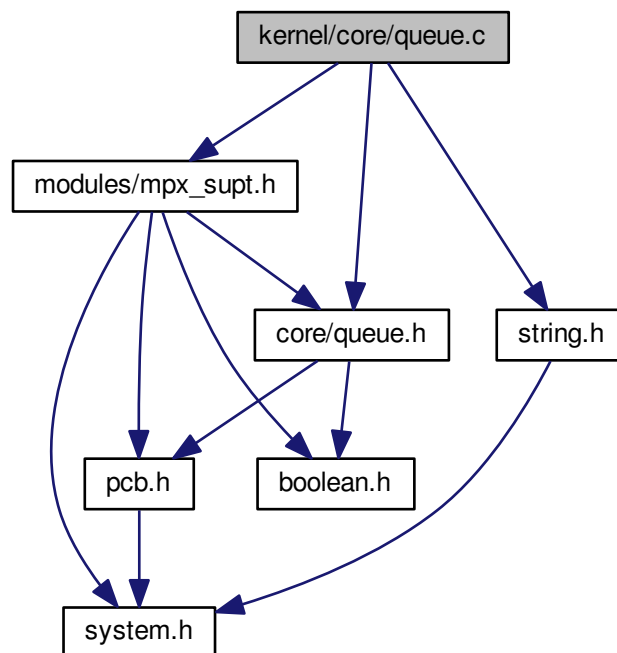 kernel/core/queue.c
modules/mpx_supt.h
core/queue.h
string.h
pcb.h
boolean.h
system.h